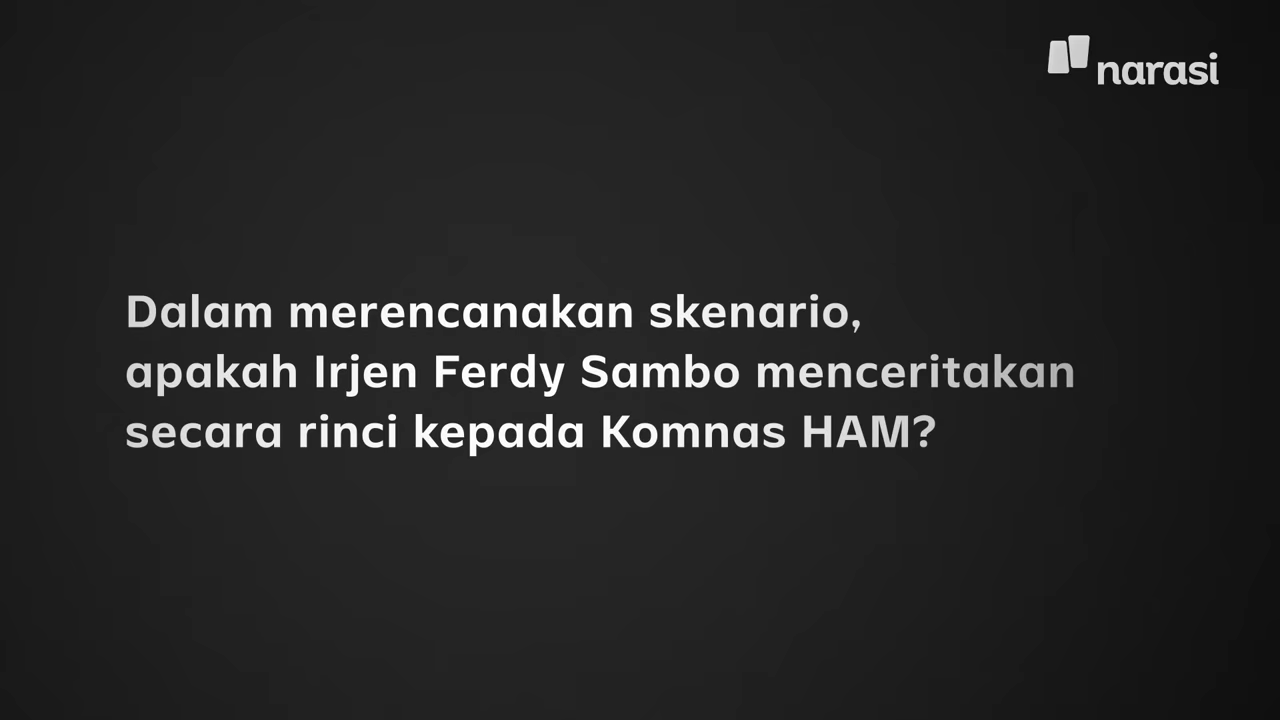 narasi
Dalam merencanakan skenario,
apakah Irjen Ferdy Sambo menceritakan
secara rinci kepada Komnas HAM?